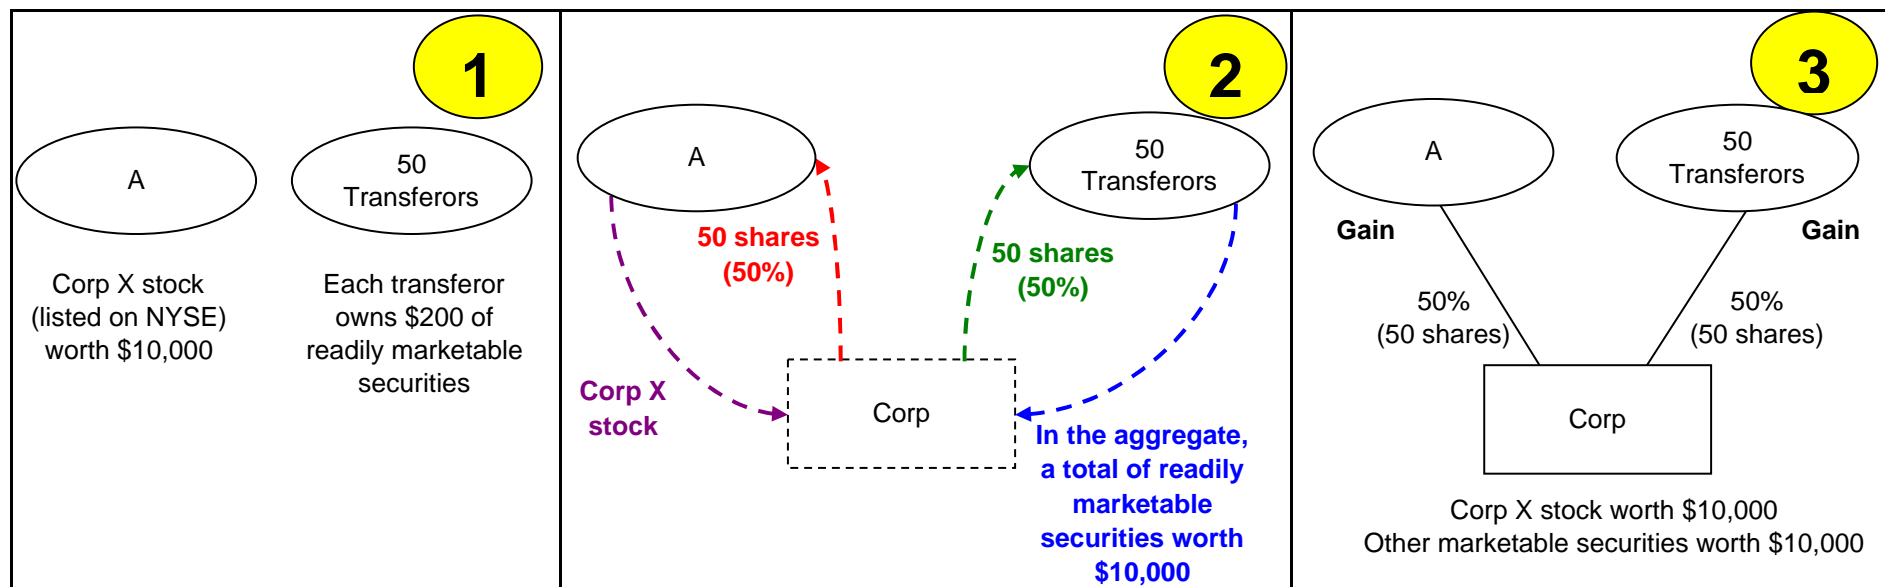 1
A
50
Transferors
Corp X stock
(listed on NYSE)
worth $10,000
Each transferor
owns $200 of
readily marketable
securities
2
A
50
Transferors
50 shares
(50%)
50 shares
(50%)
Corp X
stock
Corp
In the aggregate,
a total of readily
marketable
securities worth
$10,000
3
A
50
Transferors
Gain
Gain
50%
(50 shares)
50%
(50 shares)
Corp
Corp X stock worth $10,000
Other marketable securities worth $10,000